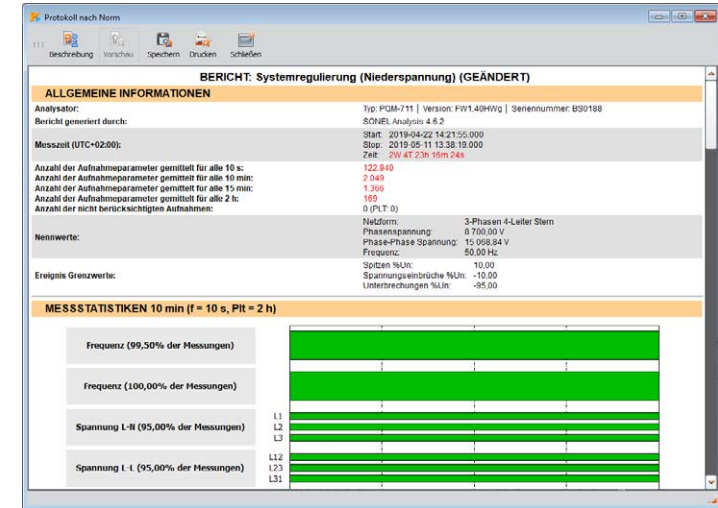 Protokoll nach Norm
Beschreibung Vorschau Speichern Drucken Schließen
BERICHT: Systemregulierung (Niederspannung) (GEÄNDERT)
ALLGEMEINE INFORMATIONEN
Analysator: Typ: PQM-711 | Version: FW1.40HWg | Seriennummer: BS0188
Bericht generiert durch: SONEL Analysis 4.6.2
Start: 2019-04-22 14:21:55.000
Messzeit (UTC+02:00): Stop: 2019-05-11 13:38:19.000
Zeit: 2W 4T 23h 16m 24s
Anzahl der Aufnahmeparameter gemittelt für alle 10 s: 122.940
Anzahl der Aufnahmeparameter gemittelt für alle 10 min: 2.049
Anzahl der Aufnahmeparameter gemittelt für alle 15 min: 1.366
Anzahl der Aufnahmeparameter gemittelt für alle 2 h: 169
Anzahl der nicht berücksichtigten Aufnahmen: 0 (PLT: 0)
Netzform: 3-Phasen 4-Leiter Stern
Nennwerte: Phasenspannung: 8 700,00 V
Phase-Phase Spannung: 15 068,84 V
Frequenz: 50,00 Hz
Spitzen %Un: 10,00
Ereignis Grenzwerte: Spannungseinbrüche %Un: -10,00
Unterbrechungen %Un: -95,00
MESSSTATISTIKEN 10 min (f = 10 s, Plt = 2 h)
Frequenz (99,50% der Messungen)
Frequenz (100,00% der Messungen)
L1
Spannung L-N (95,00% der Messungen) L2
L3
L12
Spannung L-L (95,00% der Messungen) L23
L31